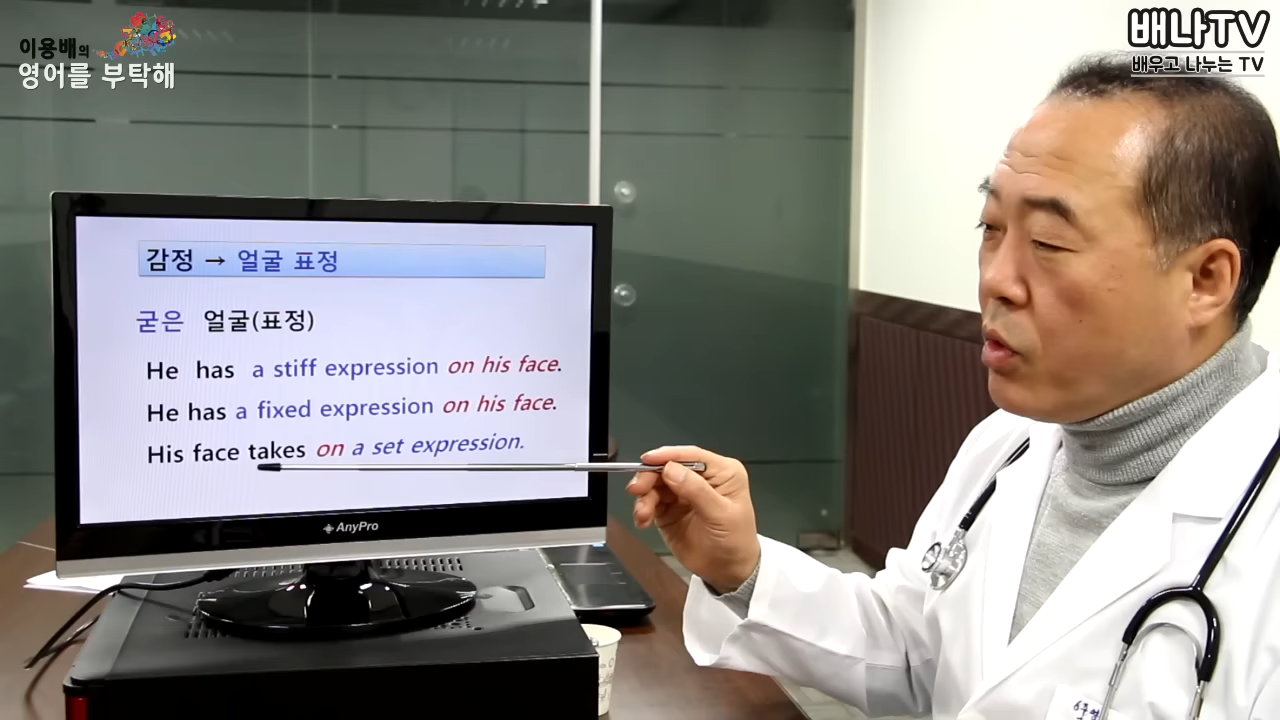 이용배의
영어를 부탁해
배나TV
배우고 나누는 TV
감정 → 얼굴 표정
굳은 얼굴(표정)
He has a stiff expression on his face.
He has a fixed expression on his face.
His face takes on a set expression.
AnyPro